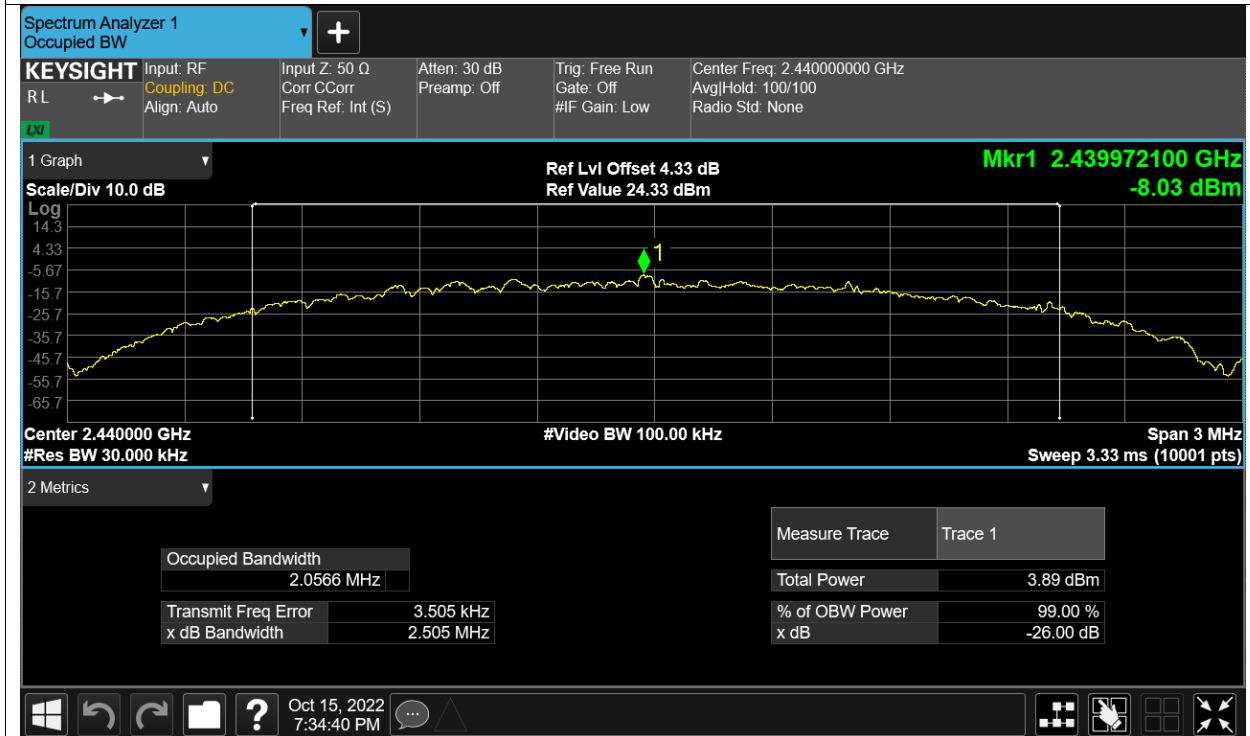 Spectrum Analyzer 1
Occupied BW
+
KEYSIGHT Input: RF Input Z: 50 Ω Atten: 30 dB Trig: Free Run Center Freq: 2.440000000 GHz
RL Coupling: DC Corr CCorr Preamp: Off Gate: Off Avg|Hold: 100/100
Align: Auto Freq Ref: Int (S) #IF Gain: Low Radio Std: None
LXI
1 Graph Ref Lvl Offset 4.33 dB Mkr1 2.439972100 GHz
Scale/Div 10.0 dB Ref Value 24.33 dBm -8.03 dBm
Log
14.3
4.33 1
-5.67
-15.7
-25.7
-35.7
-45.7
-55.7
-65.7
Center 2.440000 GHz #Video BW 100.00 kHz Span 3 MHz
#Res BW 30.000 kHz Sweep 3.33 ms (10001 pts)
2 Metrics
Measure Trace Trace 1
Occupied Bandwidth
2.0566 MHz Total Power 3.89 dBm
Transmit Freq Error 3.505 kHz % of OBW Power 99.00 %
x dB Bandwidth 2.505 MHz x dB -26.00 dB
? Oct 15, 2022
7:34:40 PM